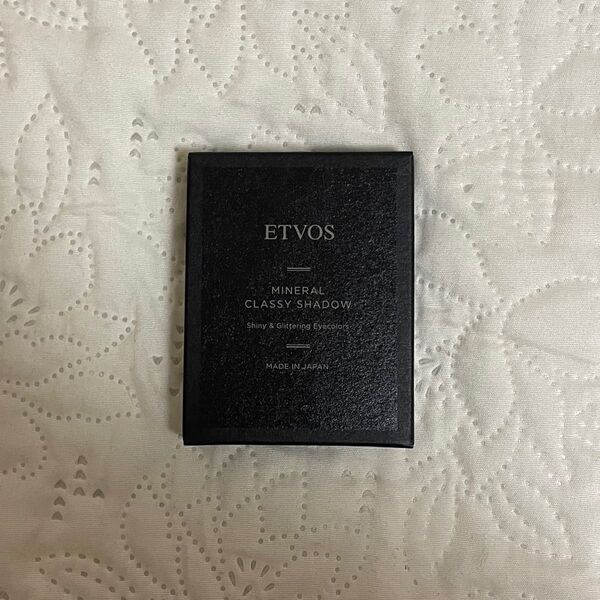 ETVOS
MINERAL
CLASSY SHADOW
Shiny & Glittering Eyecolors
MADE IN JAPAN